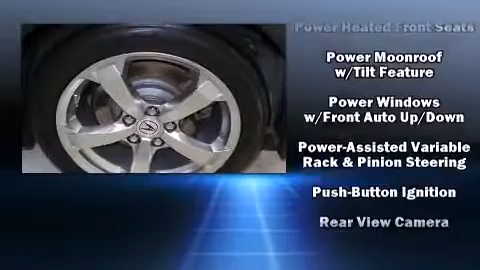 Power Heated Front Seats
Power Moonroof
w/Tilt Feature
Power Windows
w/Front Auto Up/Down
Power-Assisted Variable
Rack & Pinion Steering
Push-Button Ignition
Rear View Camera